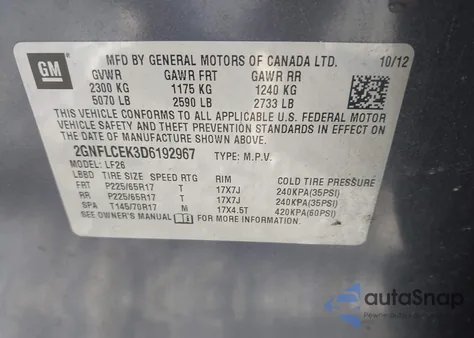 GM
MFD BY GENERAL MOTORS OF CANADA LTD. 10/12
GVWR GAWR FRT GAWR RR
2300 KG 1175 KG 1240 KG
5070 LB 2590 LB 2733 LB
THIS VEHICLE CONFORMS TO ALL APPLICABLE U.S. FEDERAL MOTOR
VEHICLE SAFETY AND THEFT PREVENTION STANDARDS IN EFFECT ON THE
DATE OF MANUFACTURE SHOWN ABOVE.
2GNFLCEK3D6192967 TYPE: M.P.V.
MODEL: LF26
LBBD TIRE SIZE SPEED RTG RIM COLD TIRE PRESSURE
FRT P225/65R17 T 17X7J 240KPA(35PSI)
RR P225/65R17 T 17X7J 240KPA(35PSI)
SPA T145/70R17 M 17X4.5T 420KPA(60PSI)
SEE OWNER'S MANUAL FOR MORE INFORMATION.
autoSnap